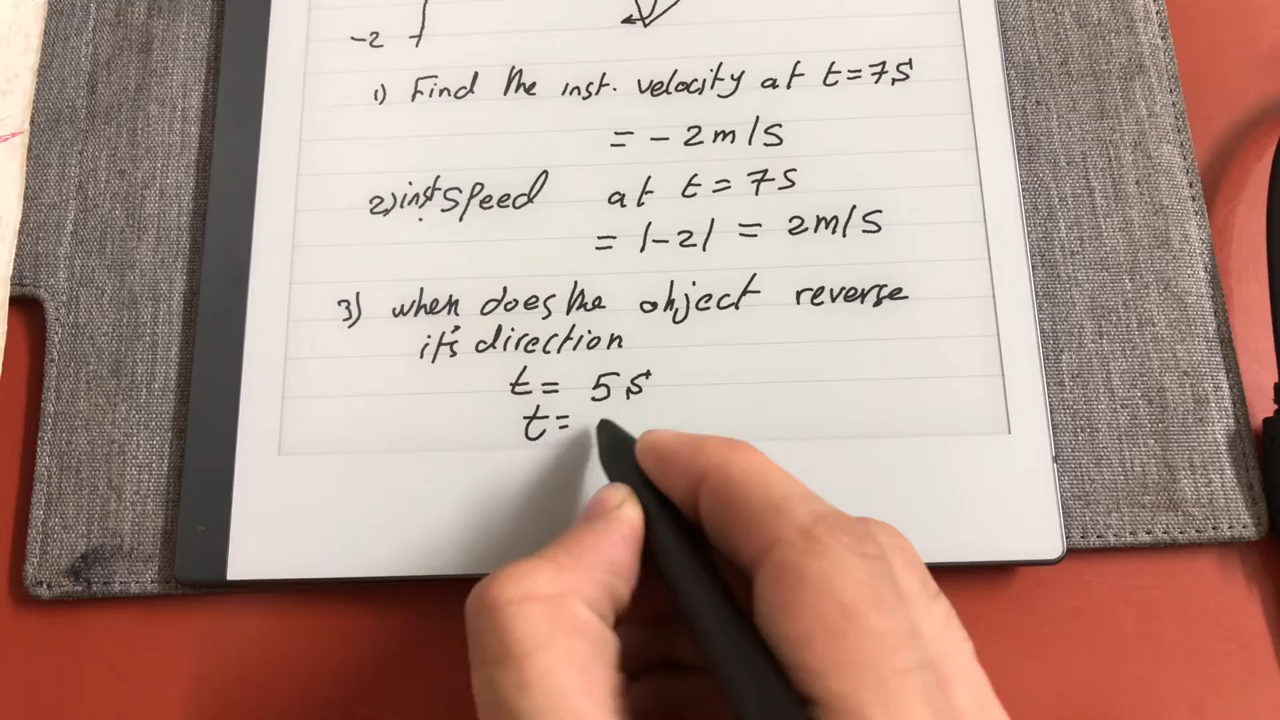 -2
1) Find the inst. velocity at t=7s
= -2m/s
2) inst speed at t=7s
= |-2| = 2m/s
3) when does the object reverse
it's direction
t= 5s
t=